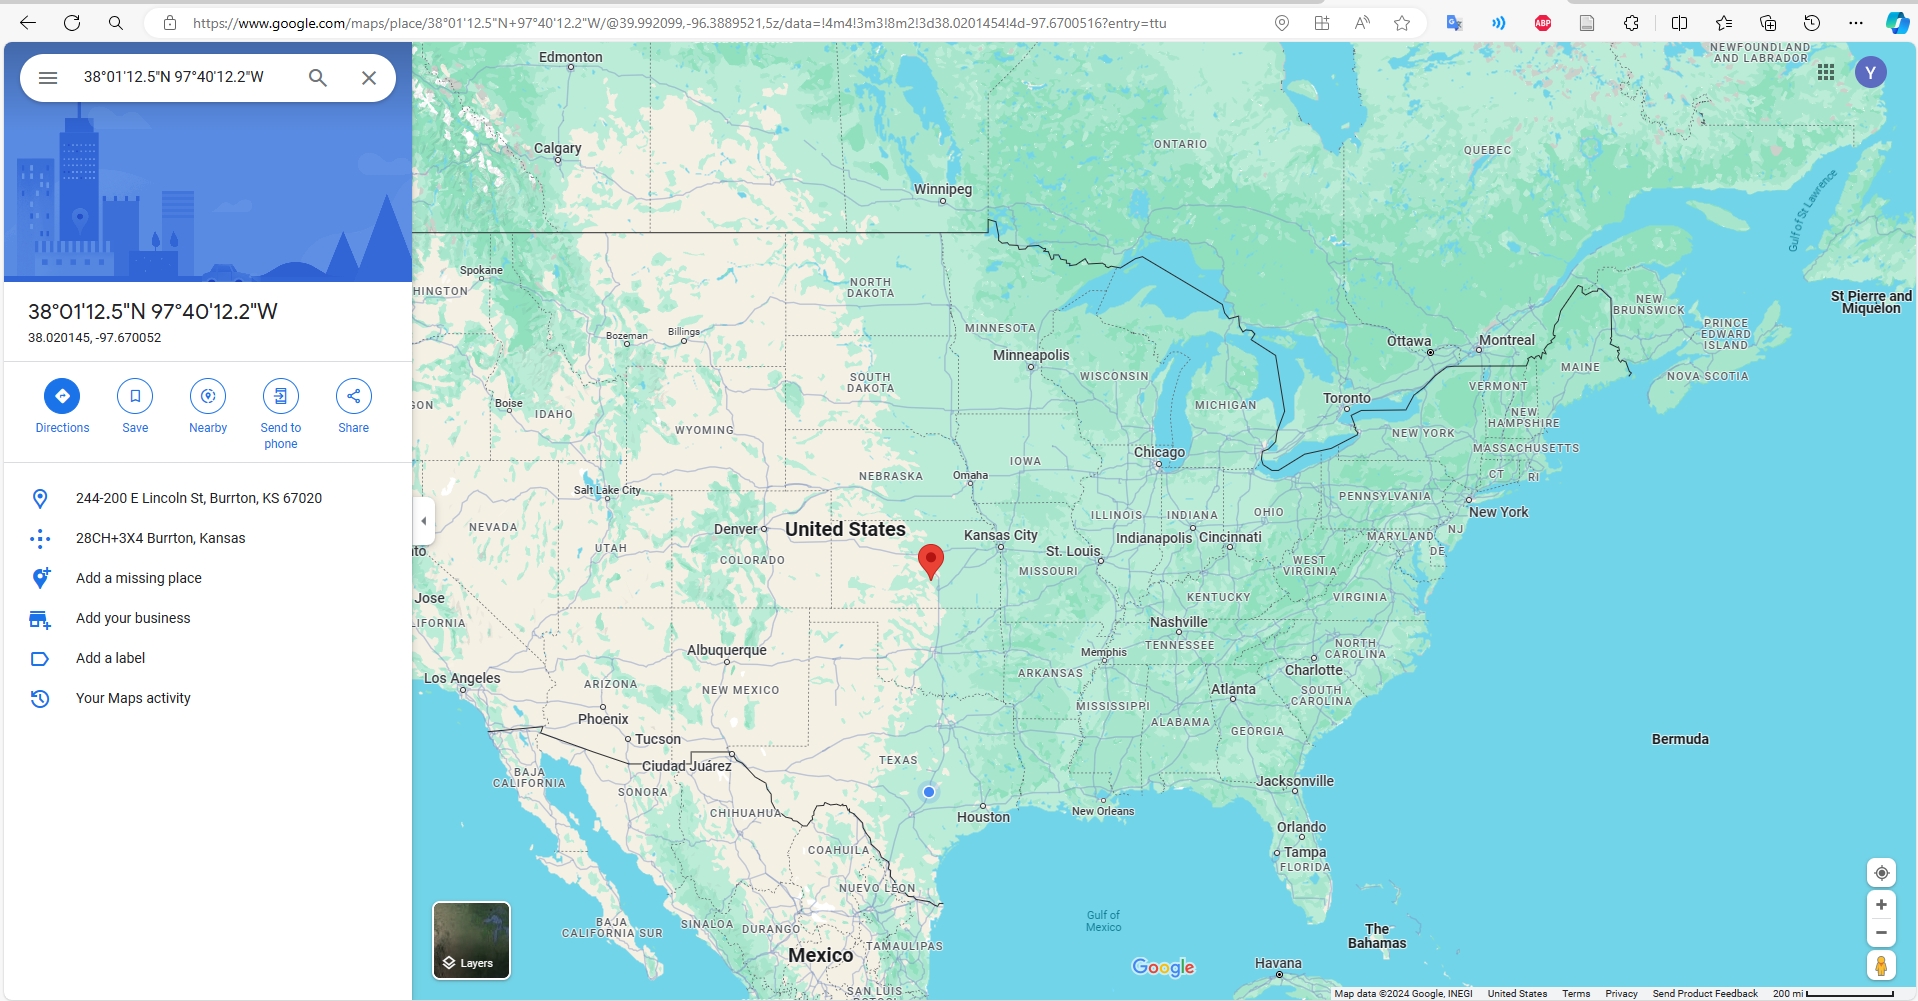 https://www.google.com/maps/place/38°01'12.5"N+97°40'12.2"W/@39.992099,-96.3889521,5z/data=!4m4!3m3!8m2!3d38.0201454!4d-97.6700516?entry=ttu
ABP
38°01'12.5"N 97°40'12.2"W
Y
38°01'12.5"N 97°40'12.2"W
38.020145, -97.670052
Directions
Save
Nearby
Send to
phone
Share
244-200 E Lincoln St, Burrton, KS 67020
28CH+3X4 Burrton, Kansas
Add a missing place
Add your business
Add a label
Your Maps activity
Edmonton
NEWFOUNDLAND
AND LABRADOR
ONTARIO
QUEBEC
Calgary
Winnipeg
Gulf of St Lawrence
Spokane
HINGTON
NORTH
DAKOTA
St Pierre and
Miquelon
NEW
BRUNSWICK
PRINCE
EDWARD
ISLAND
Bozeman
Billings
MINNESOTA
Ottawa
Montreal
Minneapolis
MAINE
NOVA SCOTIA
SOUTH
DAKOTA
WISCONSIN
VERMONT
Boise
GON
IDAHO
MICHIGAN
Toronto
NEW
HAMPSHIRE
WYOMING
NEW YORK
MASSACHUSETTS
Chicago
IOWA
NEBRASKA
Omaha
CT
RI
Salt Lake City
PENNSYLVANIA
New York
NEVADA
Denver
United States
ILLINOIS
INDIANA
OHIO
NJ
Kansas City
Indianapolis
Cincinnati
MARYLAND
DE
to
UTAH
COLORADO
St. Louis
MISSOURI
WEST
VIRGINIA
Jose
KENTUCKY
VIRGINIA
LIFORNIA
Nashville
TENNESSEE
Albuquerque
Memphis
NORTH
CAROLINA
Los Angeles
ARIZONA
NEW MEXICO
ARKANSAS
Charlotte
Atlanta
SOUTH
CAROLINA
Phoenix
MISSISSIPPI
ALABAMA
GEORGIA
Tucson
Bermuda
Ciudad Juárez
TEXAS
BAJA
CALIFORNIA
SONORA
Jacksonville
CHIHUAHUA
Houston
New Orleans
Orlando
COAHUILA
Tampa
FLORIDA
NUEVO LEON
Gulf of
Mexico
BAJA
CALIFORNIA SUR
SINALOA
DURANGO
The
Bahamas
TAMAULIPAS
Mexico
Layers
Google
Havana
SAN LUIS
Map data ©2024 Google, INEGI
United States
Terms
Privacy
Send Product Feedback
200 mi